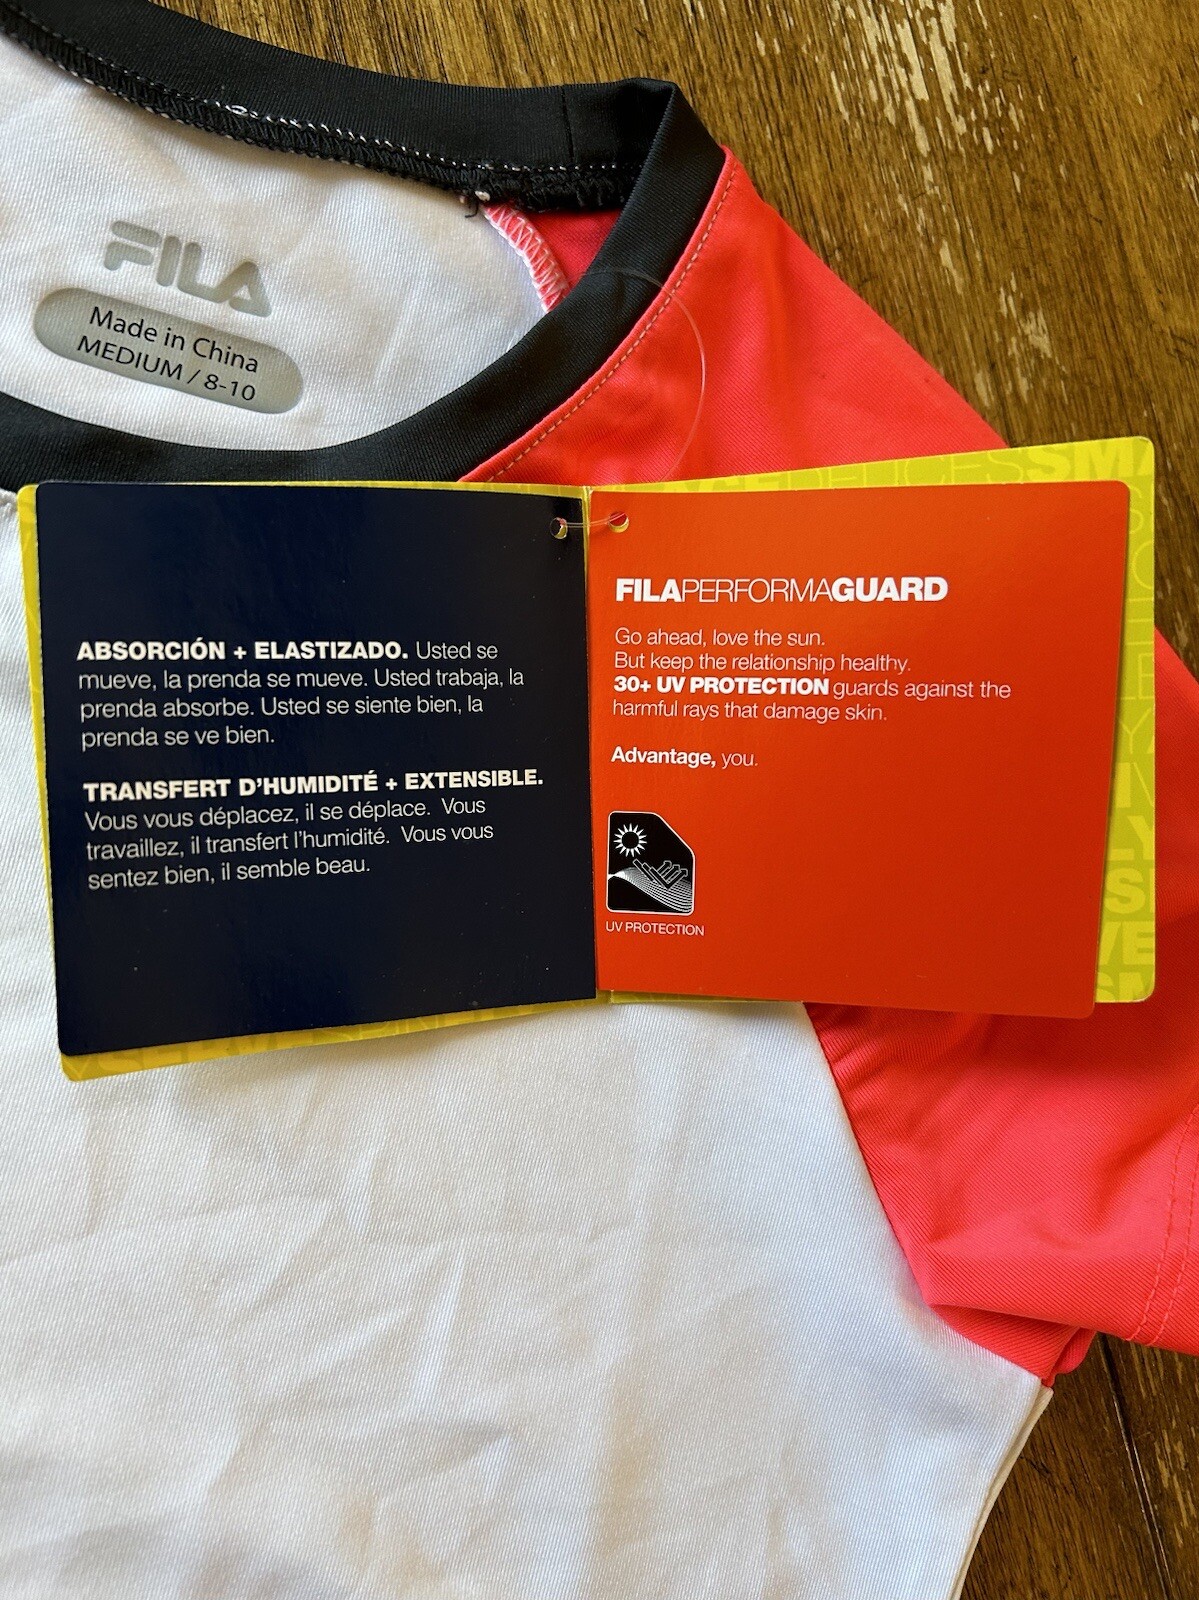 FILA
Made in China
MEDIUM / 8-10
ABSORCIÓN + ELASTIZADO. Usted se
mueve, la prenda se mueve. Usted trabaja, la
prenda absorbe. Usted se siente bien, la
prenda se ve bien.
TRANSFERT D'HUMIDITÉ + EXTENSIBLE.
Vous vous déplacez, il se déplace. Vous
travaillez, il transfert l'humidité. Vous vous
sentez bien, il semble beau.
FILAPERFORMAGUARD
Go ahead, love the sun.
But keep the relationship healthy.
30+ UV PROTECTION guards against the
harmful rays that damage skin.
Advantage, you.
UV PROTECTION